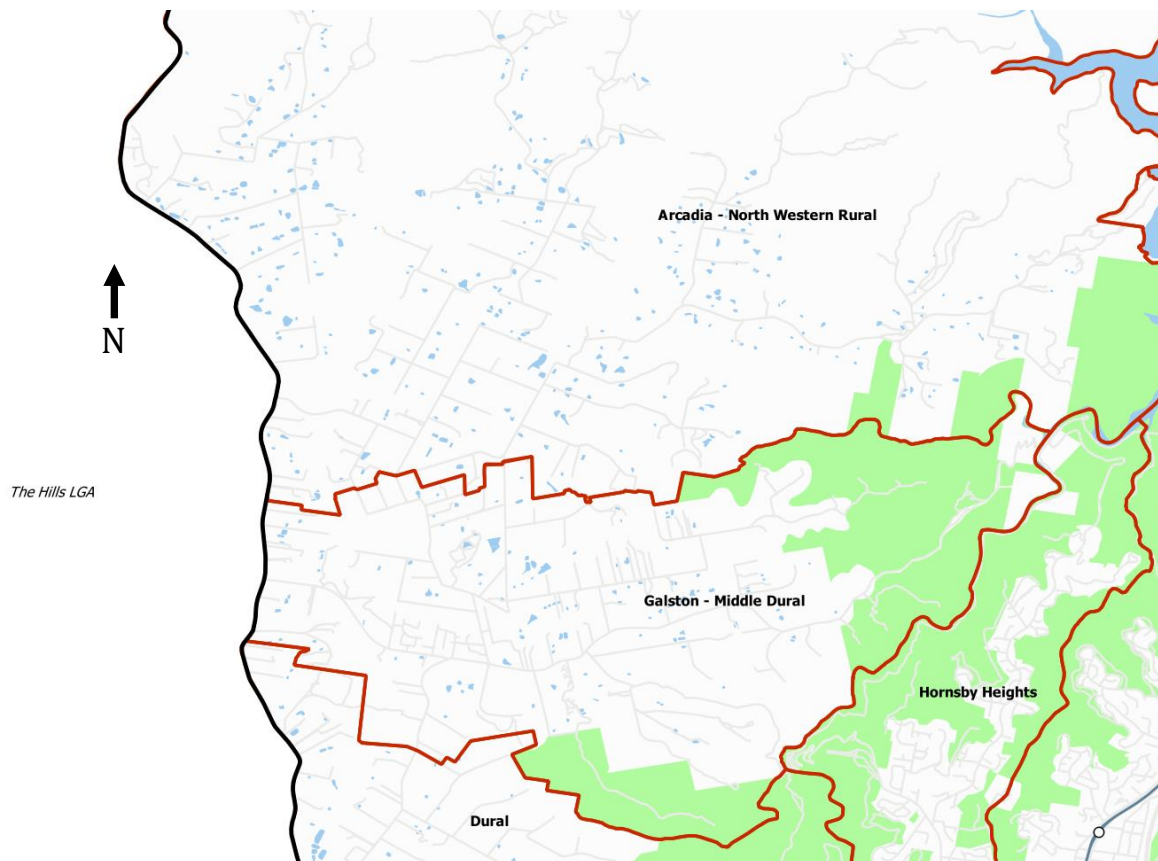 Arcadia - North Western Rural
N
The Hills LGA
Galston - Middle Dural
Hornsby Heights
Dural